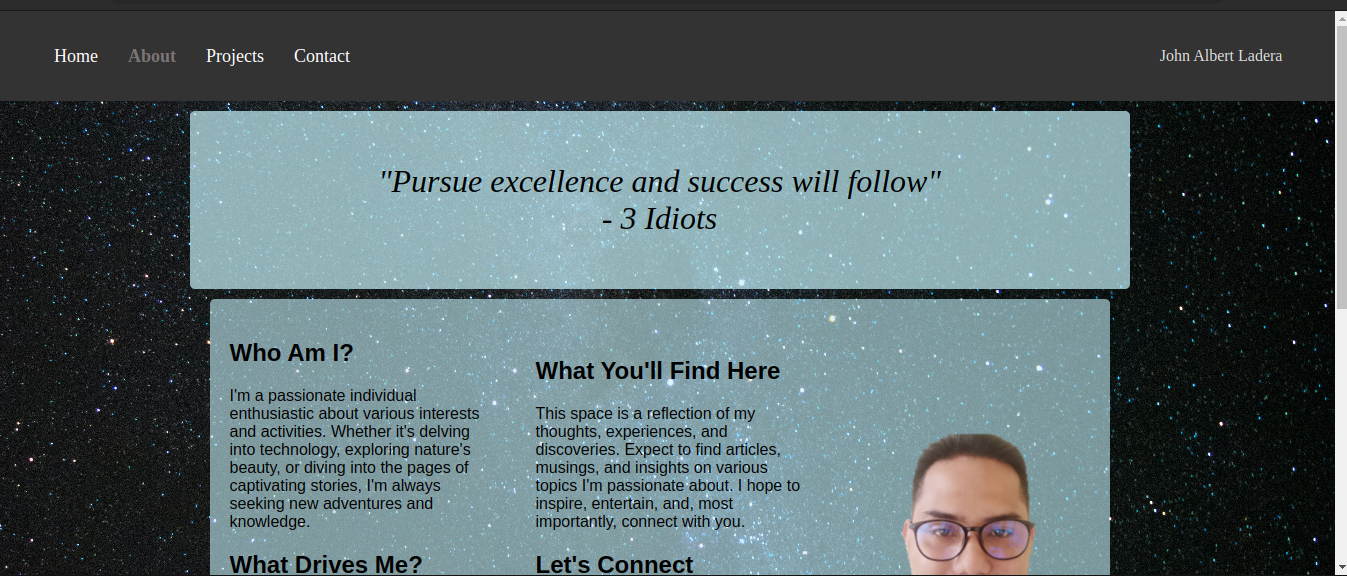 Home About Projects Contact John Albert Ladera
"Pursue excellence and success will follow"
- 3 Idiots
Who Am I?
I'm a passionate individual
enthusiastic about various interests
and activities. Whether it's delving
into technology, exploring nature's
beauty, or diving into the pages of
captivating stories, I'm always
seeking new adventures and
knowledge.
What Drives Me?
What You'll Find Here
This space is a reflection of my
thoughts, experiences, and
discoveries. Expect to find articles,
musings, and insights on various
topics I'm passionate about. I hope to
inspire, entertain, and, most
importantly, connect with you.
Let's Connect